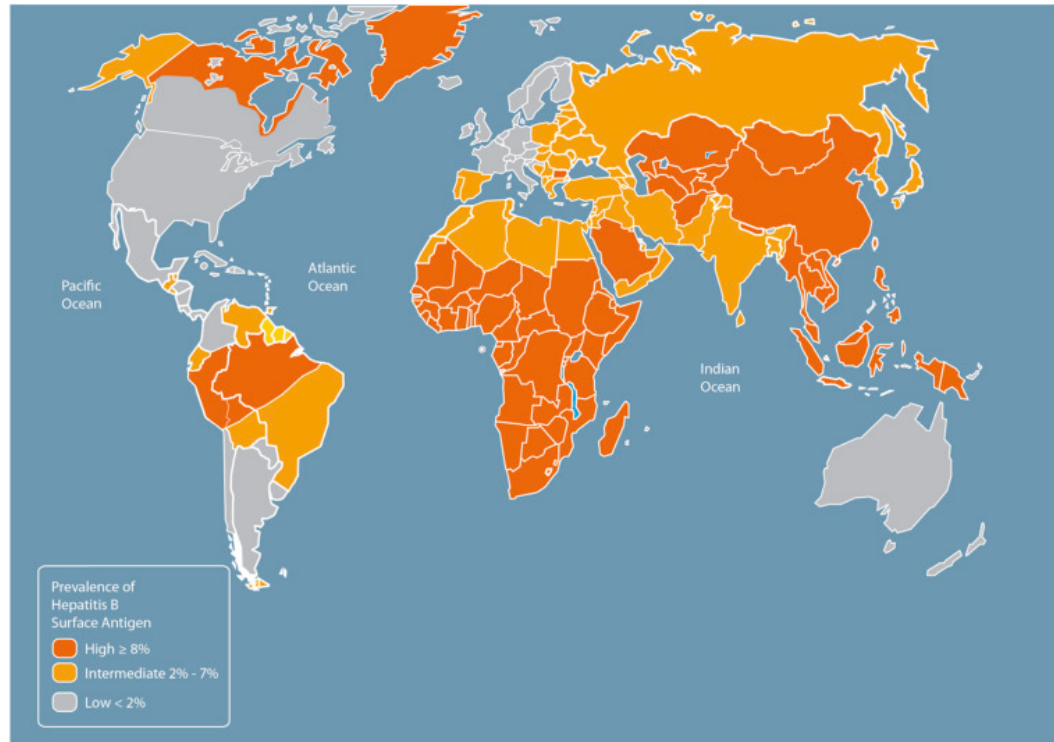 Atlantic
Ocean
Pacific
Ocean
Indian
Ocean
Prevalence of
Hepatitis B
Surface Antigen
High ≥ 8%
Intermediate 2% - 7%
Low < 2%